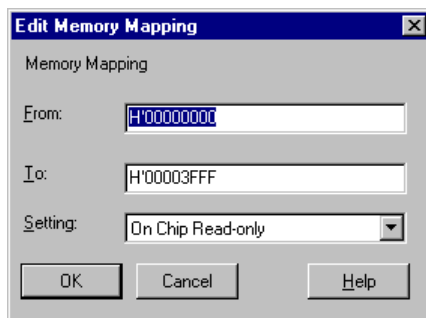 Edit Memory Mapping
Memory Mapping
From: H'00000000
To: H'00003FFF
Setting: On Chip Read-only
OK Cancel Help